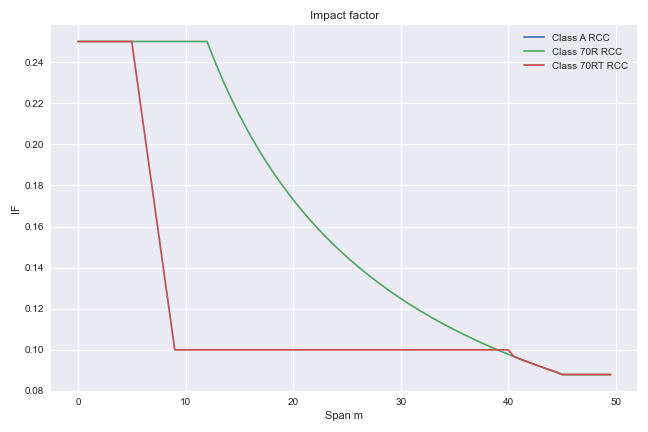 Impact factor
Class A RCC
Class 70R RCC
Class 70RT RCC
IF
0.24
0.22
0.20
0.18
0.16
0.14
0.12
0.10
0.08
0
10
20
30
40
50
Span m